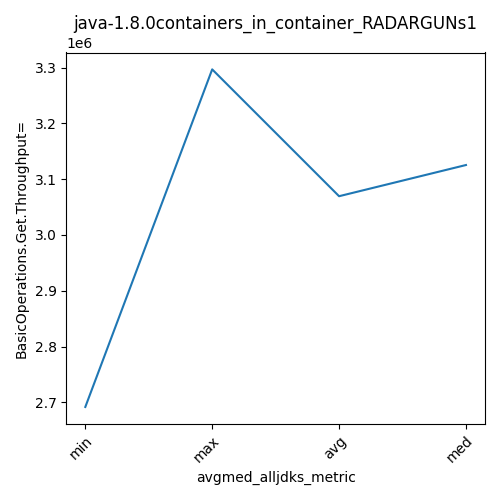 java-1.8.0containers_in_container_RADARGUNs1
1e6
3.3
3.2
3.1
3.0
2.9
2.8
2.7
BasicOperations.Get.Throughput=
min
max
avg
med
avgmed_alljdks_metric